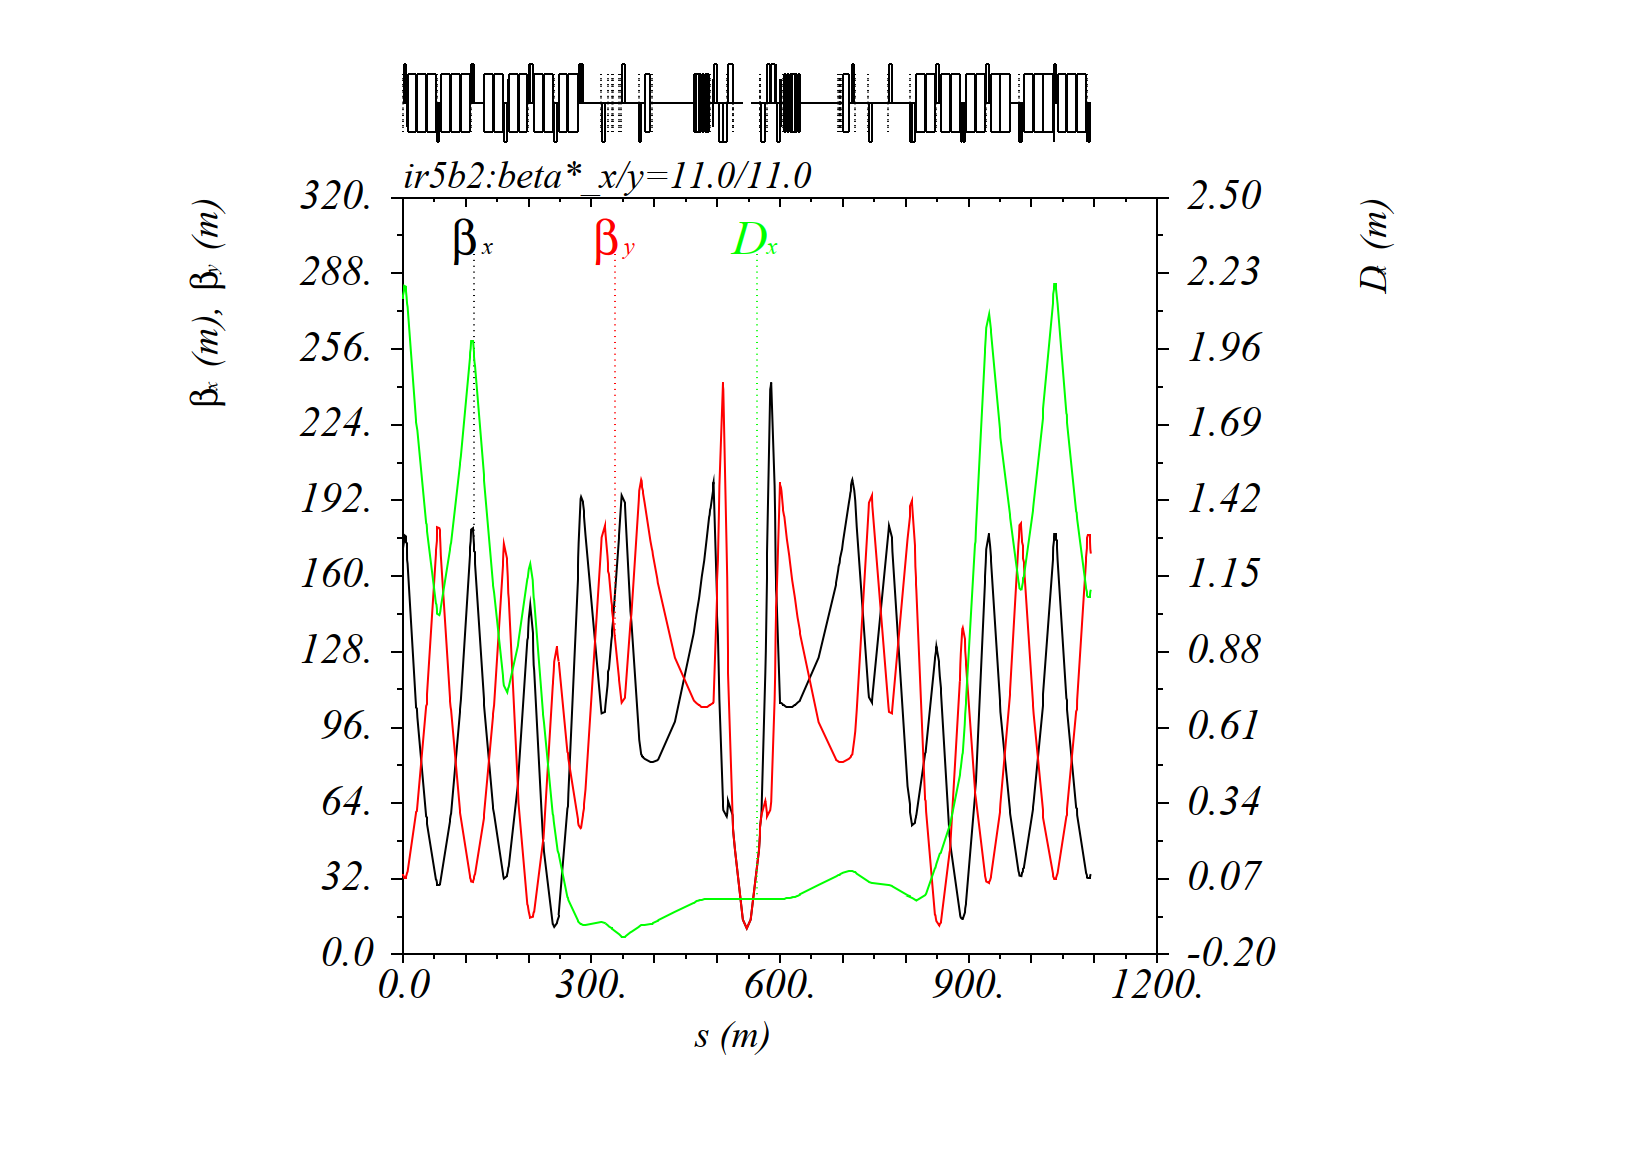 ir5b2:beta*_x/y=11.0/11.0
βx (m), βy (m)
320.
288.
256.
224.
192.
160.
128.
96.
64.
32.
0.0
βx
βy
Dx
2.50
2.23
1.96
1.69
1.42
1.15
0.88
0.61
0.34
0.07
-0.20
Dx (m)
0.0 300. 600. 900. 1200.
s (m)